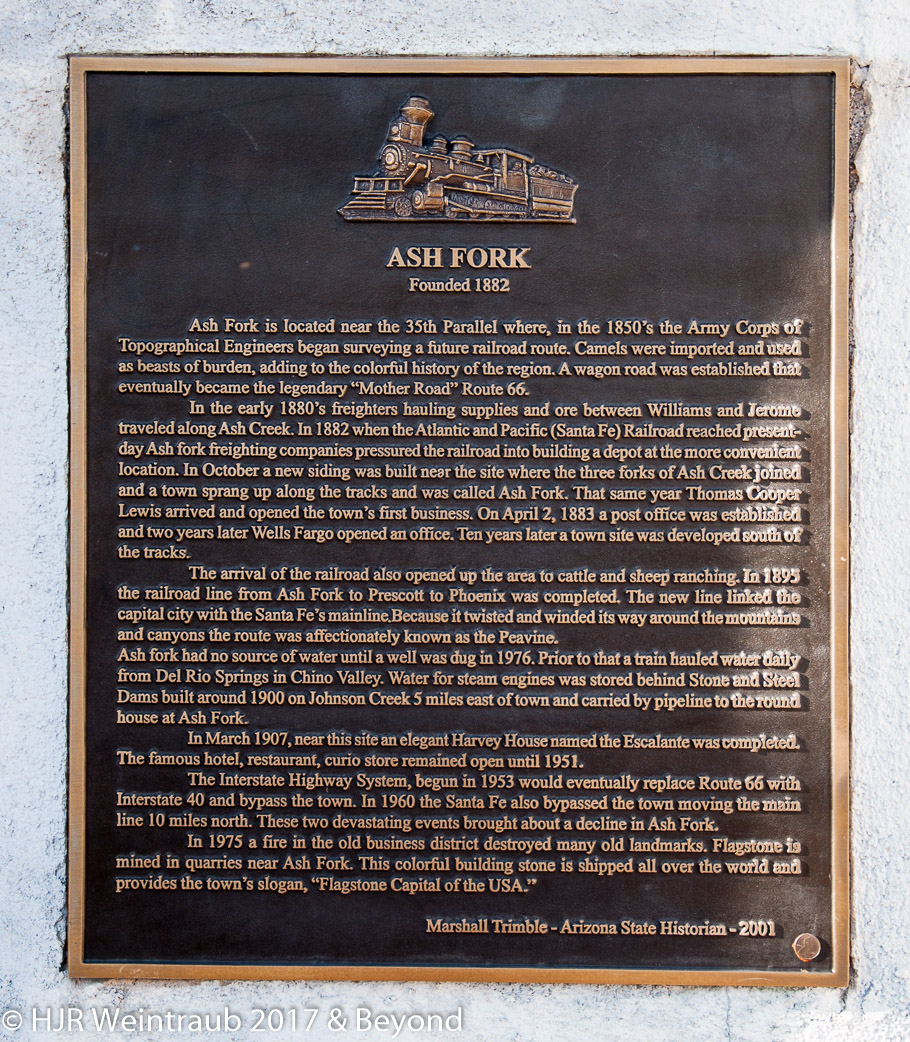 ASH FORK
Founded 1882
Ash Fork is located near the 35th Parallel where, in the 1850's the Army Corps of
Topographical Engineers began surveying a future railroad route. Camels were imported and used
as beasts of burden, adding to the colorful history of the region. A wagon road was established that
eventually became the legendary “Mother Road” Route 66.
In the early 1880's freighters hauling supplies and ore between Williams and Jerome
traveled along Ash Creek. In 1882 when the Atlantic and Pacific (Santa Fe) Railroad reached present-
day Ash fork freighting companies pressured the railroad into building a depot at the more convenient
location. In October a new siding was built near the site where the three forks of Ash Creek joined
and a town sprang up along the tracks and was called Ash Fork. That same year Thomas Cooper
Lewis arrived and opened the town's first business. On April 2, 1883 a post office was established
and two years later Wells Fargo opened an office. Ten years later a town site was developed south of
the tracks.
The arrival of the railroad also opened up the area to cattle and sheep ranching. In 1895
the railroad line from Ash Fork to Prescott to Phoenix was completed. The new line linked the
capital city with the Santa Fe's mainline.Because it twisted and winded its way around the mountains
and canyons the route was affectionately known as the Peavine.
Ash fork had no source of water until a well was dug in 1976. Prior to that a train hauled water daily
from Del Rio Springs in Chino Valley. Water for steam engines was stored behind Stone and Steel
Dams built around 1900 on Johnson Creek 5 miles east of town and carried by pipeline to the round
house at Ash Fork.
In March 1907, near this site an elegant Harvey House named the Escalante was completed.
The famous hotel, restaurant, curio store remained open until 1951.
The Interstate Highway System, begun in 1953 would eventually replace Route 66 with
Interstate 40 and bypass the town. In 1960 the Santa Fe also bypassed the town moving the main
line 10 miles north. These two devastating events brought about a decline in Ash Fork.
In 1975 a fire in the old business district destroyed many old landmarks. Flagstone is
mined in quarries near Ash Fork. This colorful building stone is shipped all over the world and
provides the town's slogan, “Flagstone Capital of the USA.”
Marshall Trimble - Arizona State Historian - 2001
© HJR Weintraub 2017 & Beyond